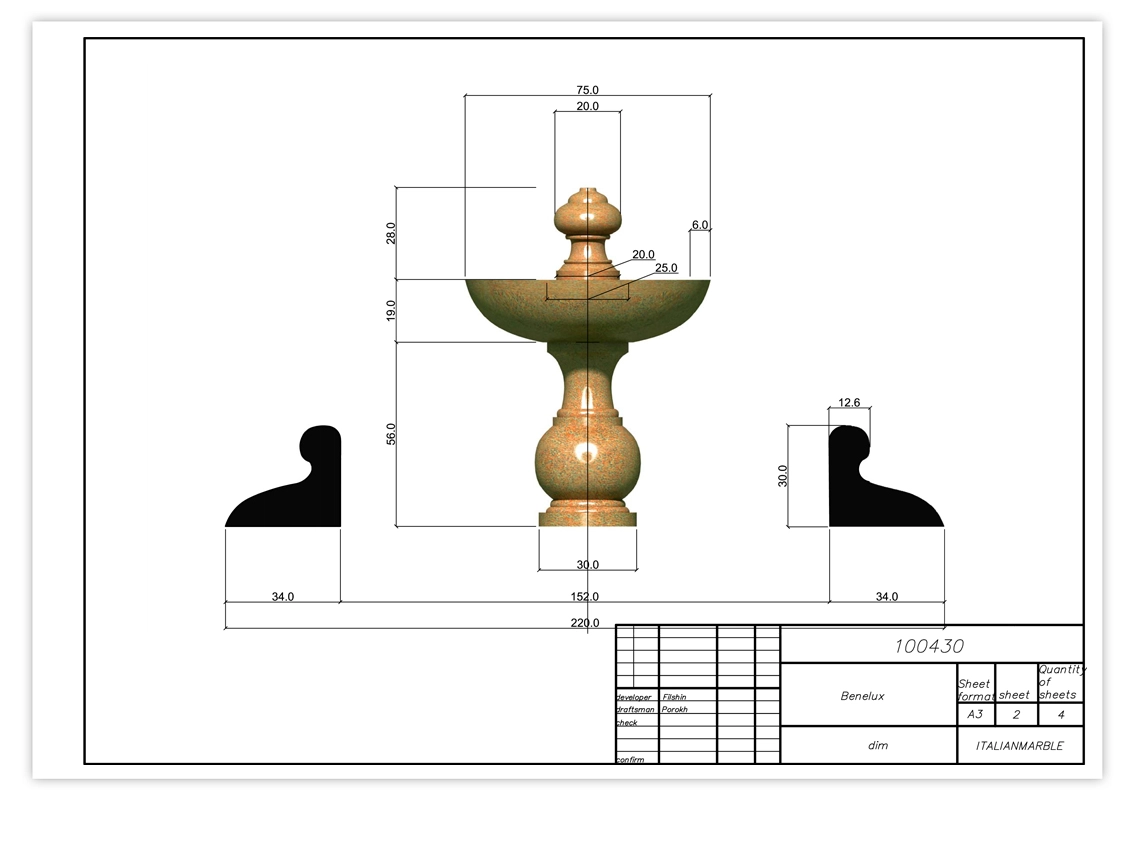 75.0
20.0
6.0
28.0
20.0
25.0
19.0
56.0
12.6
30.0
30.0
34.0
152.0
34.0
220.0
100430
Benelux
Sheet format
sheet
Quantity of sheets
A3
2
4
dim
ITALIANMARBLE
developer Filshin
draftsman Porokh
check
confirm